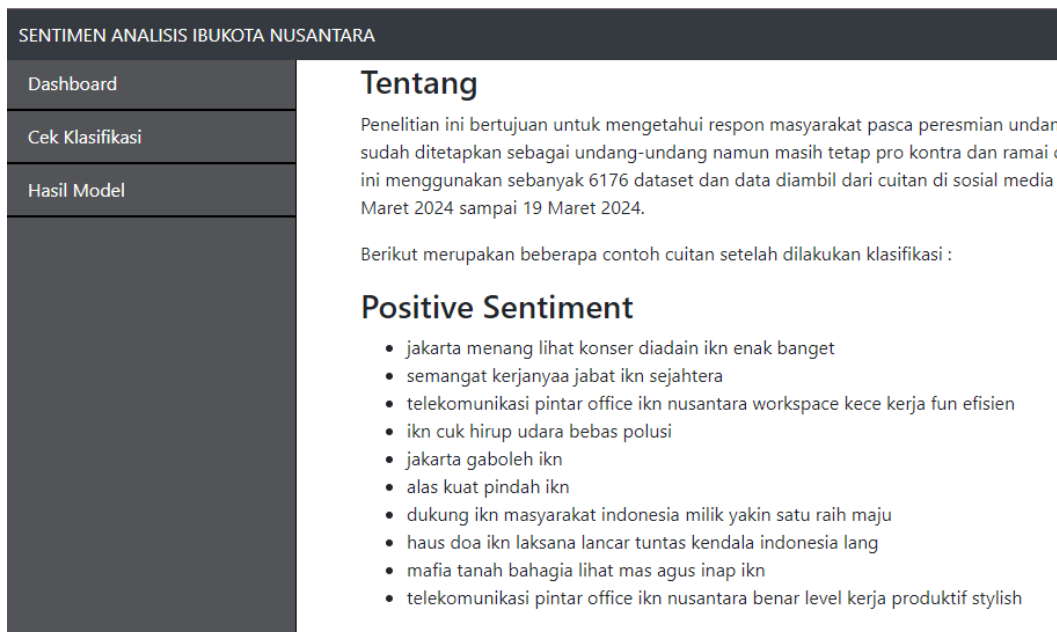 SENTIMEN ANALISIS IBUKOTA NUSANTARA
Dashboard
Cek Klasifikasi
Hasil Model
Tentang
Penelitian ini bertujuan untuk mengetahui respon masyarakat pasca peresmian undan
sudah ditetapkan sebagai undang-undang namun masih tetap pro kontra dan ramai
ini menggunakan sebanyak 6176 dataset dan data diambil dari cuitan di sosial media
Maret 2024 sampai 19 Maret 2024.
Berikut merupakan beberapa contoh cuitan setelah dilakukan klasifikasi :
Positive Sentiment
• jakarta menang lihat konser diadain ikn enak banget
• semangat kerjanyaa jabat ikn sejahtera
• telekomunikasi pintar office ikn nusantara workspace kece kerja fun efisien
• ikn cuk hirup udara bebas polusi
• jakarta gaboleh ikn
• alas kuat pindah ikn
• dukung ikn masyarakat indonesia milik yakin satu raih maju
• haus doa ikn laksana lancar tuntas kendala indonesia lang
• mafia tanah bahagia lihat mas agus inap ikn
• telekomunikasi pintar office ikn nusantara benar level kerja produktif stylish